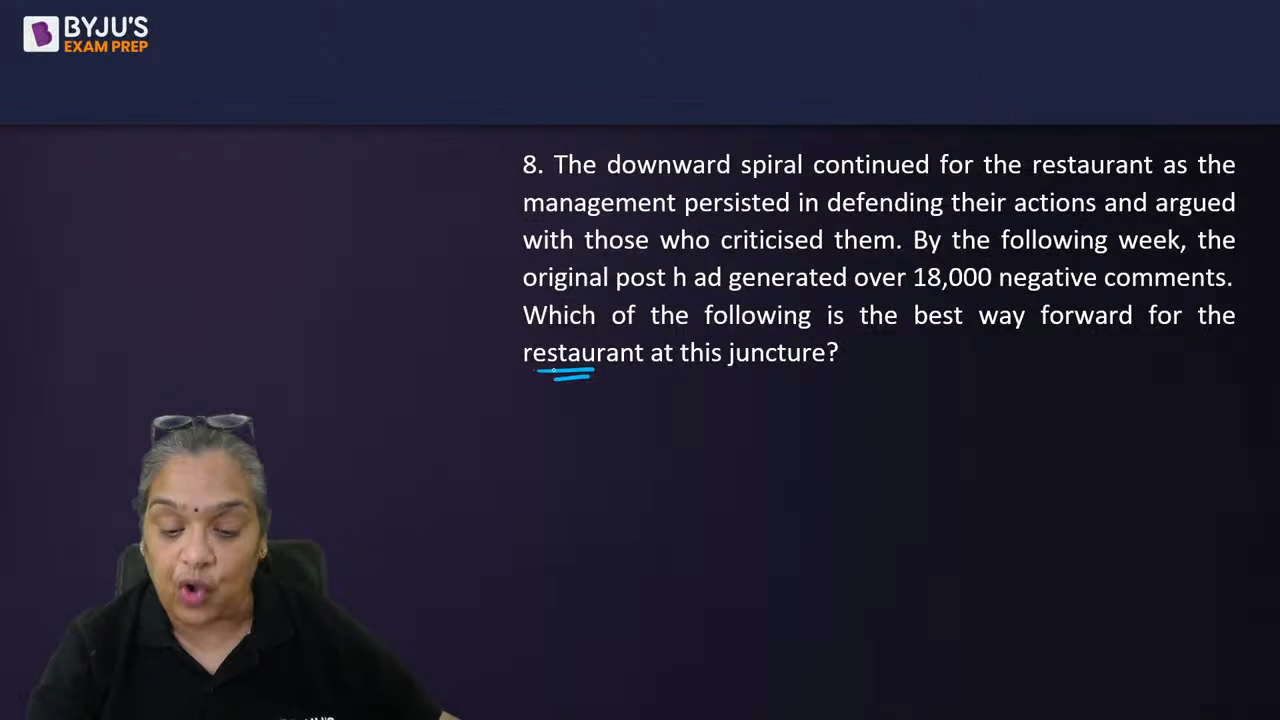 BYJU'S
EXAM PREP
8. The downward spiral continued for the restaurant as the
management persisted in defending their actions and argued
with those who criticised them. By the following week, the
original post h ad generated over 18,000 negative comments.
Which of the following is the best way forward for the
restaurant at this juncture?